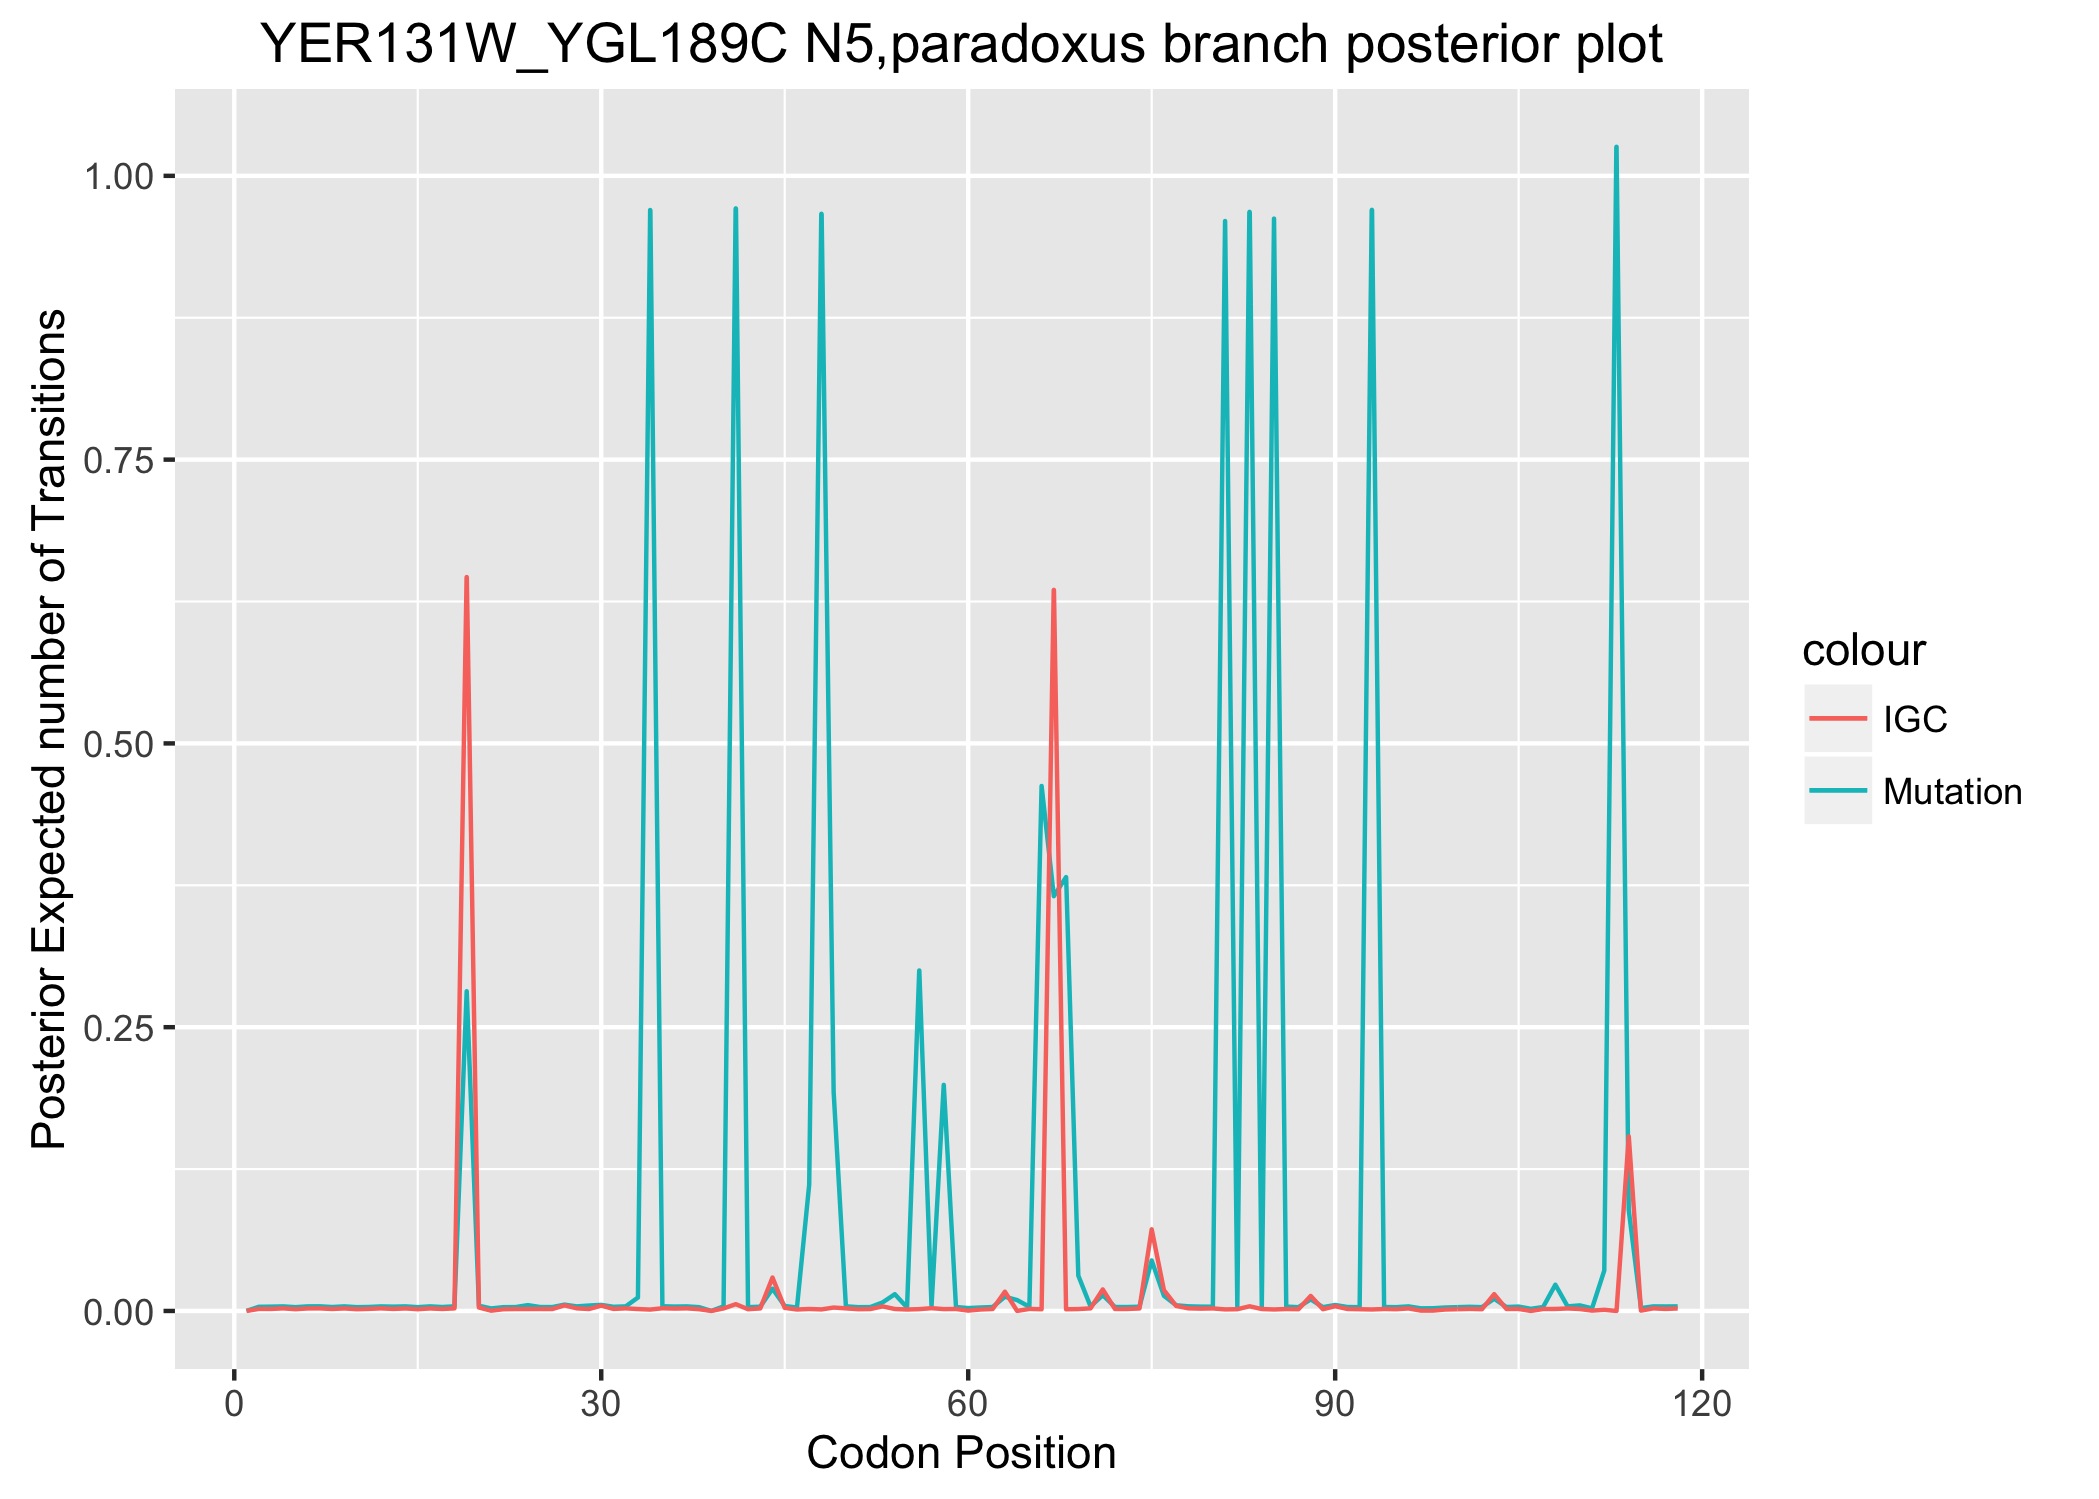 YER131W_YGL189C N5,paradoxus branch posterior plot
Posterior Expected number of Transitions
1.00
0.75
0.50
0.25
0.00
0 30 60 90 120
Codon Position
colour
IGC
Mutation